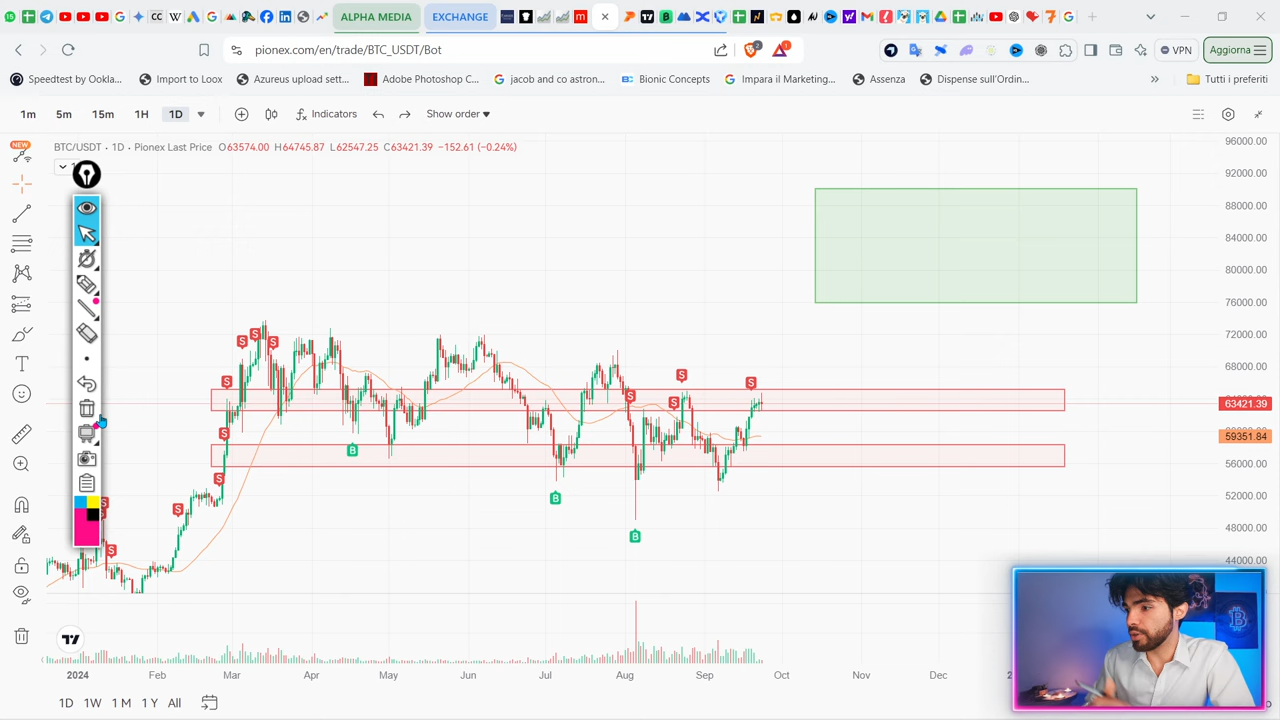 ALPHA MEDIA
EXCHANGE
pionex.com/en/trade/BTC_USDT/Bot
VPN
Aggiorna
Speedtest by Ookla...
Import to Loox
Azureus upload sett...
Adobe Photoshop C...
jacob and co astron...
Bionic Concepts
Impara il Marketing...
Assenza
Dispense sull'Ordin...
Tutti i preferiti
1m
5m
15m
1H
1D
Indicators
Show order
NEW
BTC/USDT · 1D · Pionex Last Price O63574.00 H64745.87 L62547.25 C63421.39 −152.61 (−0.24%)
96000.00
92000.00
88000.00
84000.00
80000.00
76000.00
72000.00
68000.00
63421.39
59351.84
56000.00
52000.00
48000.00
44000.00
S
S
S
S
S
S
S
S
S
S
S
S
S
B
B
B
2024
Feb
Mar
Apr
May
Jun
Jul
Aug
Sep
Oct
Nov
Dec
1D
1W
1 M
1 Y
All